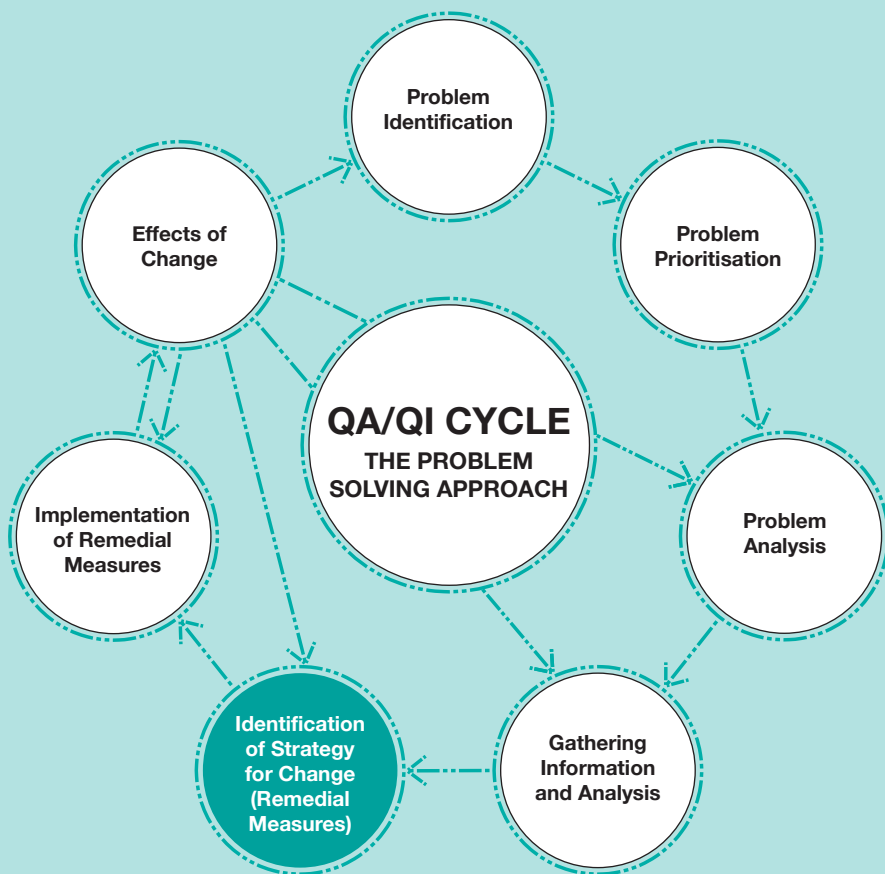 Problem
Identification
Effects of
Change
Problem
Prioritisation
QA/QI CYCLE
THE PROBLEM
SOLVING APPROACH
Implementation
of Remedial
Measures
Problem
Analysis
Identification
of Strategy
for Change
(Remedial
Measures)
Gathering
Information
and Analysis